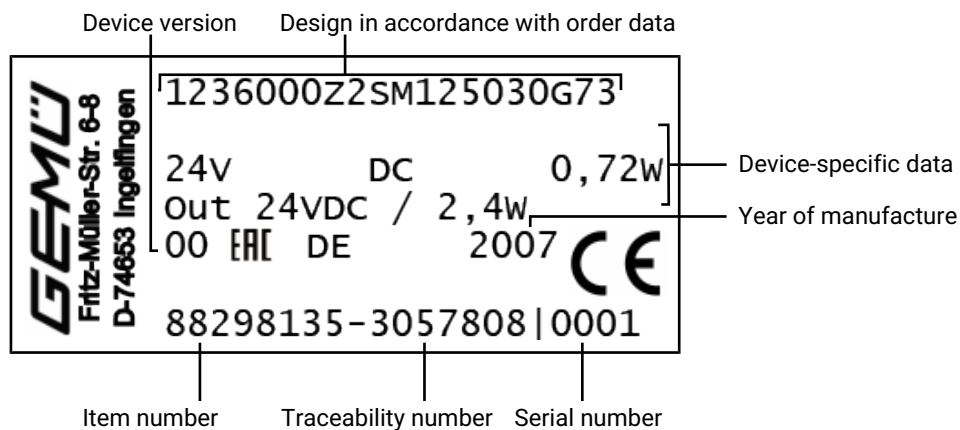 Device version
Design in accordance with order data
GEMÜ
Fritz-Müller-Str. 6-8
D-74653 Ingelfingen
1236000Z2SM125030G73
24V DC 0,72W
Out 24VDC / 2,4W
00 EAC DE 2007 CE
88298135-3057808|0001
Device-specific data
Year of manufacture
Item number
Traceability number
Serial number